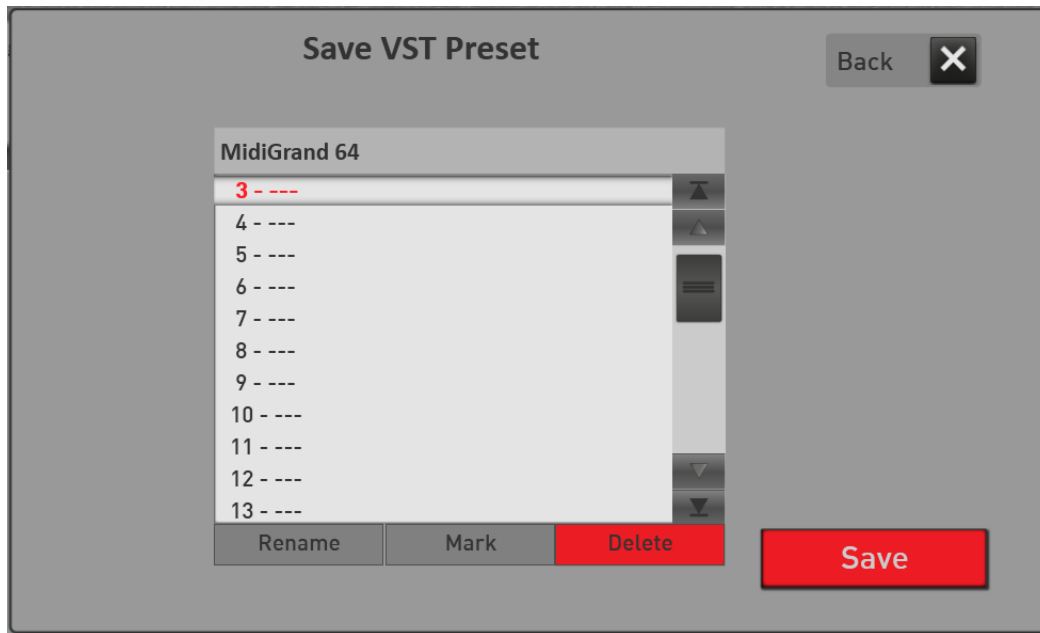 Save VST Preset
Back
MidiGrand 64
3 - ---
4 - ---
5 - ---
6 - ---
7 - ---
8 - ---
9 - ---
10 - ---
11 - ---
12 - ---
13 - ---
Rename Mark Delete
Save